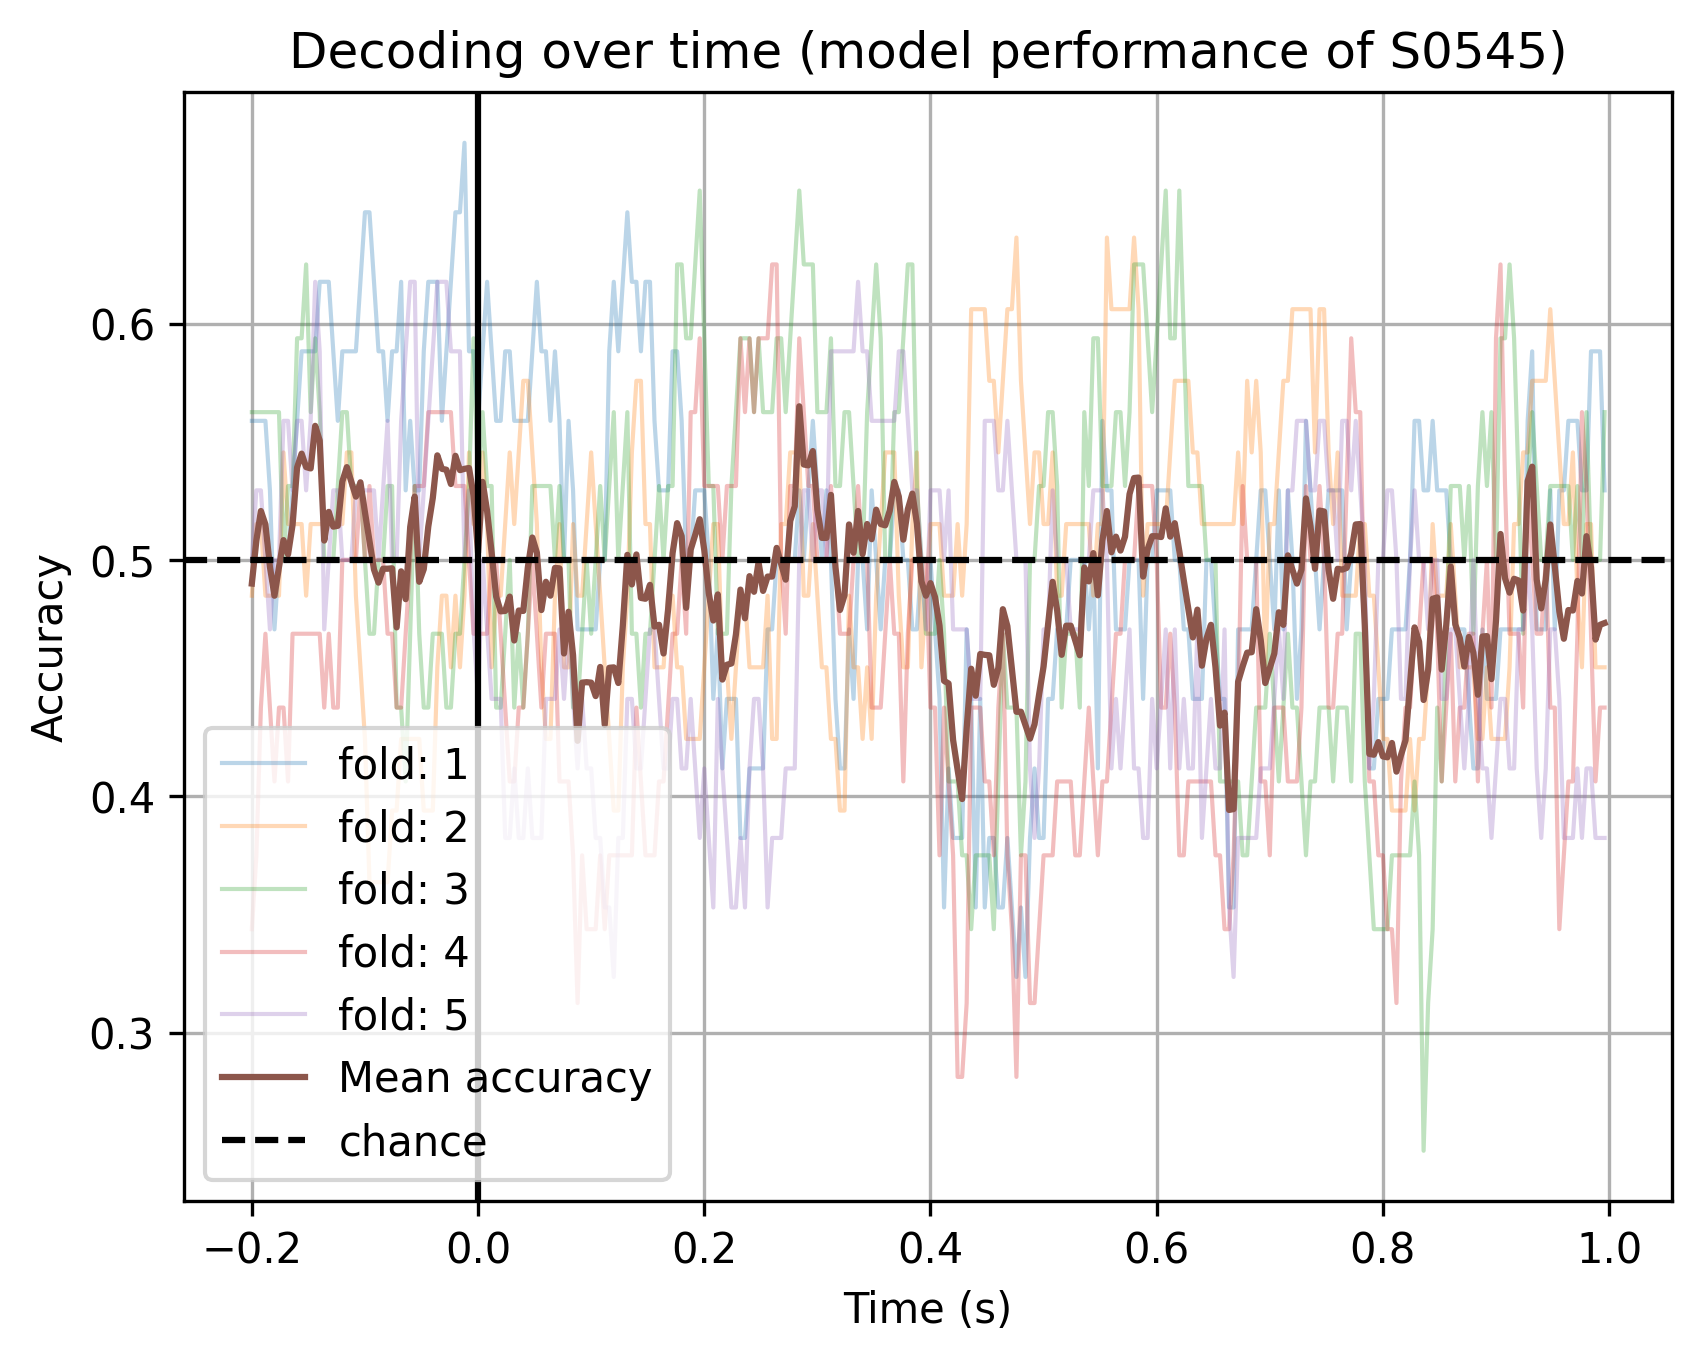 Decoding over time (model performance of S0545)
Accuracy
0.6
0.5
0.4
0.3
fold: 1
fold: 2
fold: 3
fold: 4
fold: 5
Mean accuracy
chance
−0.2 0.0 0.2 0.4 0.6 0.8 1.0
Time (s)